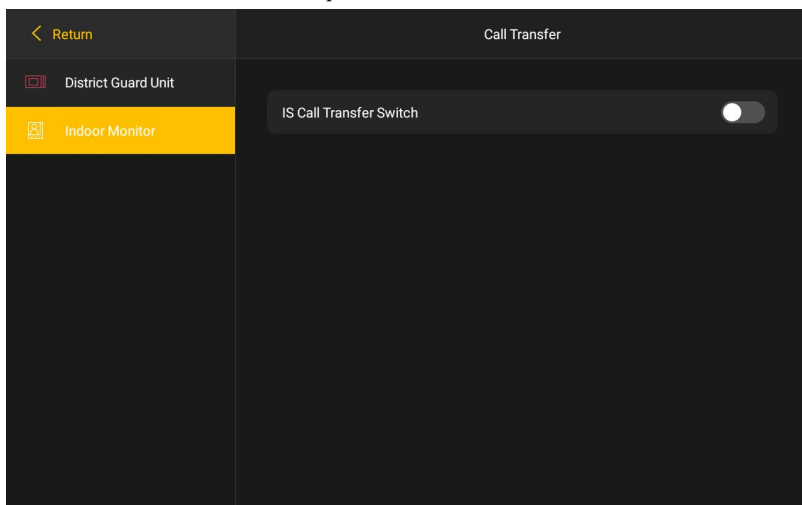 Return
Call Transfer
District Guard Unit
Indoor Monitor
IS Call Transfer Switch